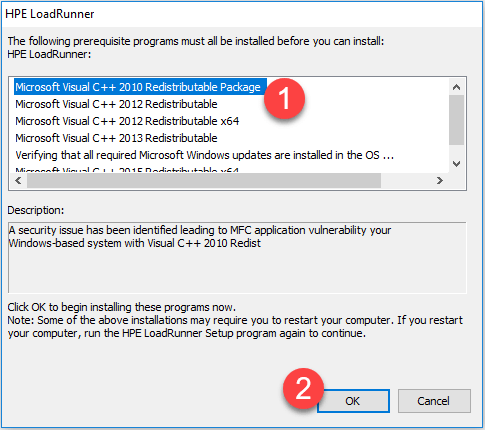 HPE LoadRunner
The following prerequisite programs must all be installed before you can install:
HPE LoadRunner:
Microsoft Visual C++ 2010 Redistributable Package
1
Microsoft Visual C++ 2012 Redistributable
Microsoft Visual C++ 2012 Redistributable x64
Microsoft Visual C++ 2013 Redistributable
Verifying that all required Microsoft Windows updates are installed in the OS ...
Microsoft Visual C++ 2015 Redistributable x64
Description:
A security issue has been identified leading to MFC application vulnerability your
Windows-based system with Visual C++ 2010 Redist
Click OK to begin installing these programs now.
Note: Some of the above installations may require you to restart your computer. If you restart
your computer, run the HPE LoadRunner Setup program again to continue.
2
OK
Cancel